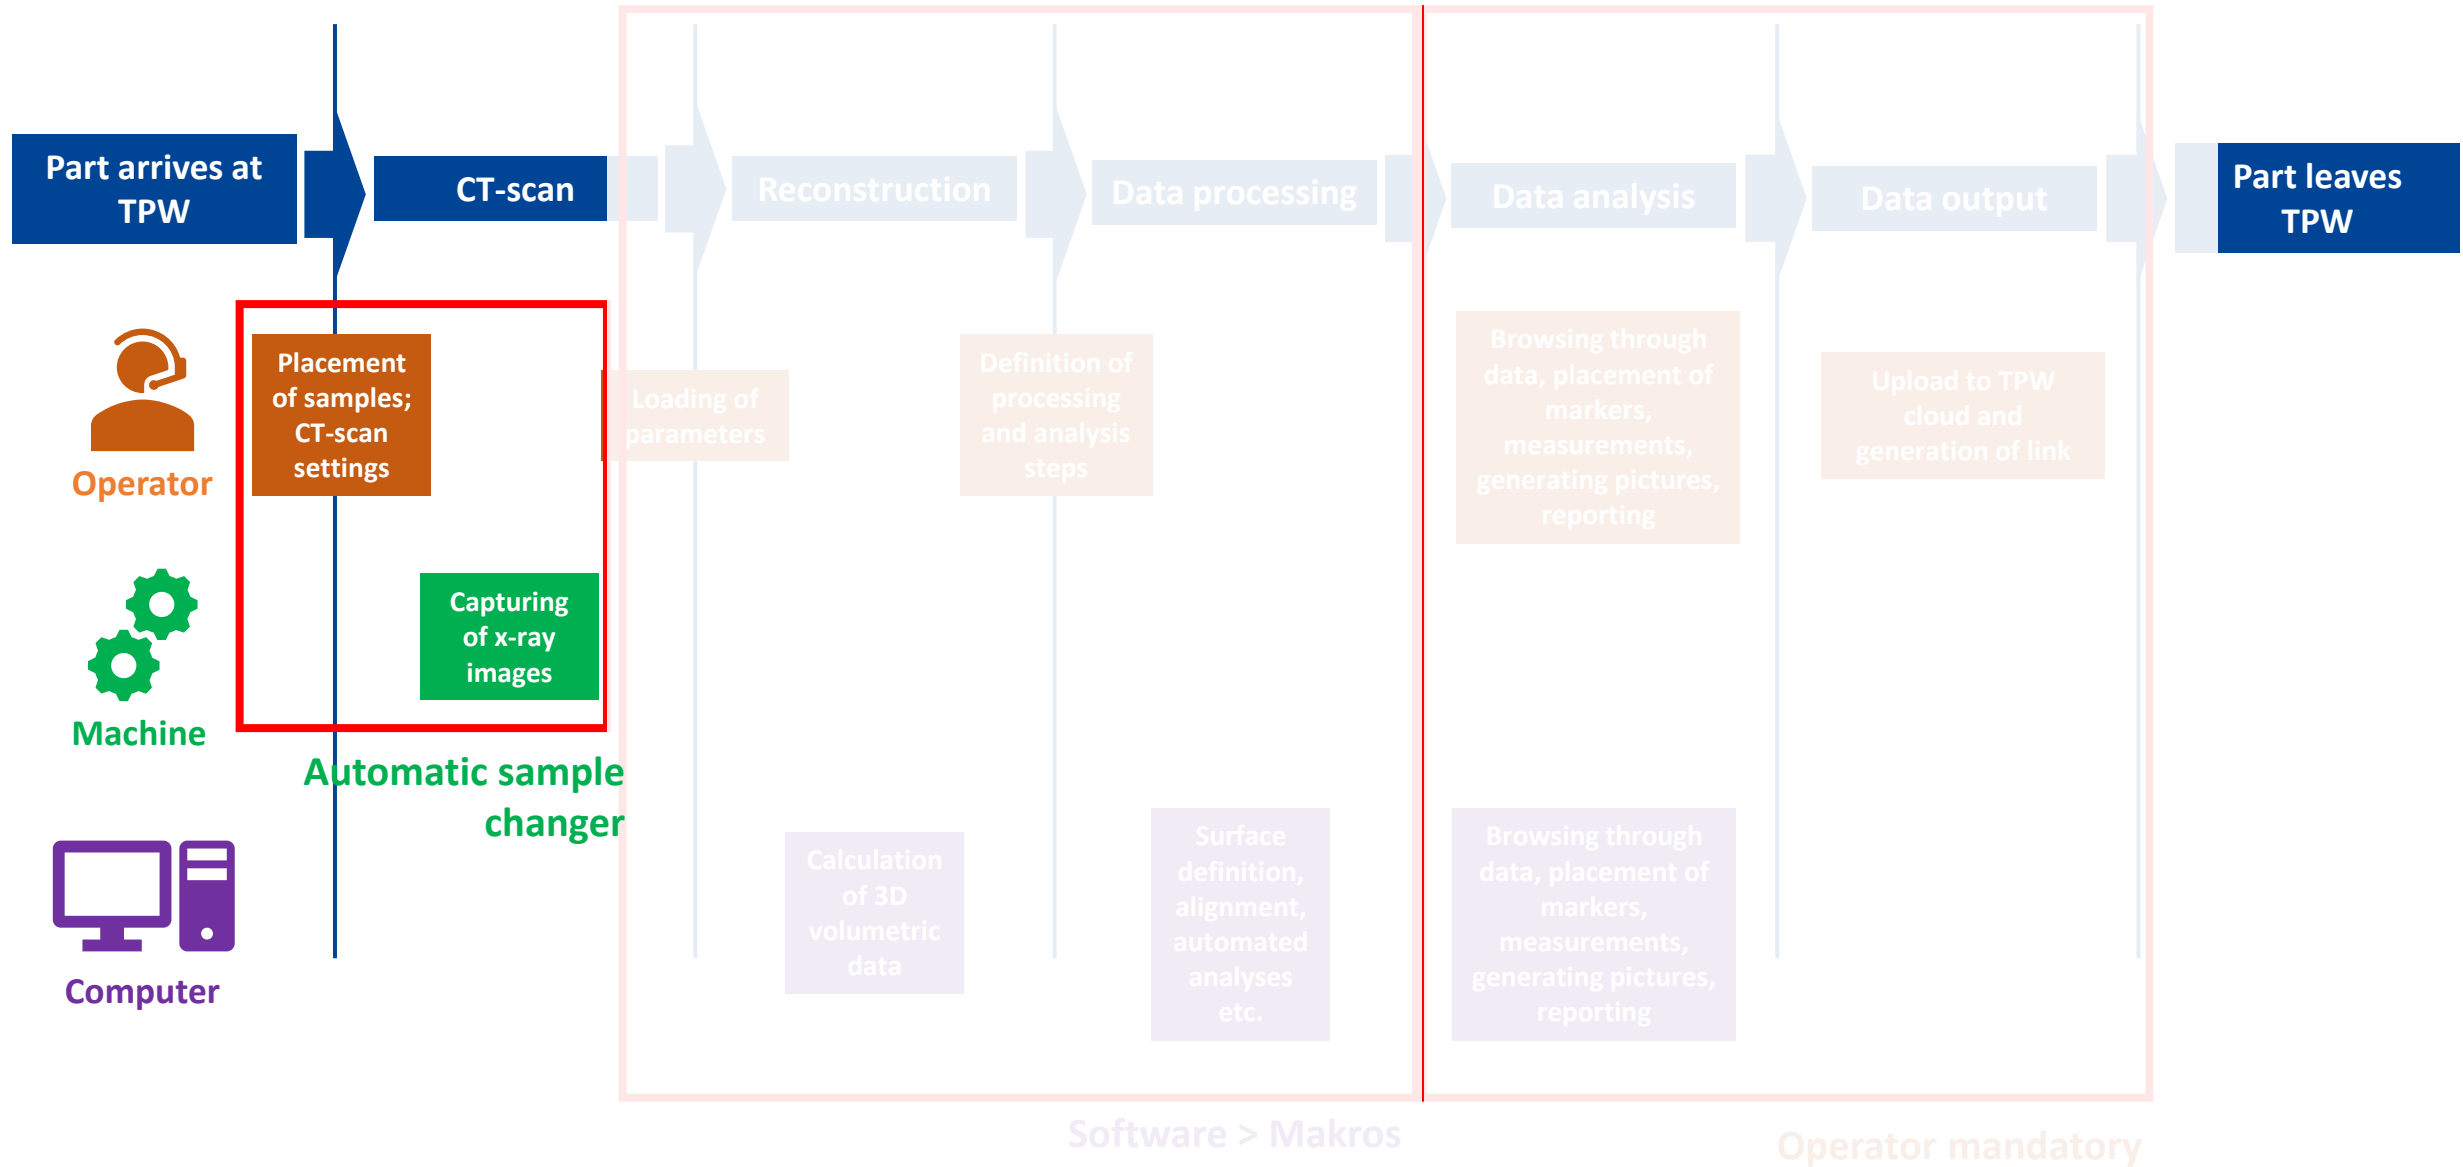 Part arrives at
TPW
CT-scan
Reconstruction
Data processing
Data analysis
Data output
Part leaves
TPW
Operator
Placement
of samples;
CT-scan
settings
Loading of
parameters
Definition of
processing
and analysis
steps
Browsing through
data, placement of
markers,
measurements,
generating pictures,
reporting
Upload to TPW
cloud and
generation of link
Machine
Capturing
of x-ray
images
Automatic sample
changer
Computer
Calculation
of 3D
volumetric
data
Surface
definition,
alignment,
automated
analyses
etc.
Browsing through
data, placement of
markers,
measurements,
generating pictures,
reporting
Software > Makros
Operator mandatory